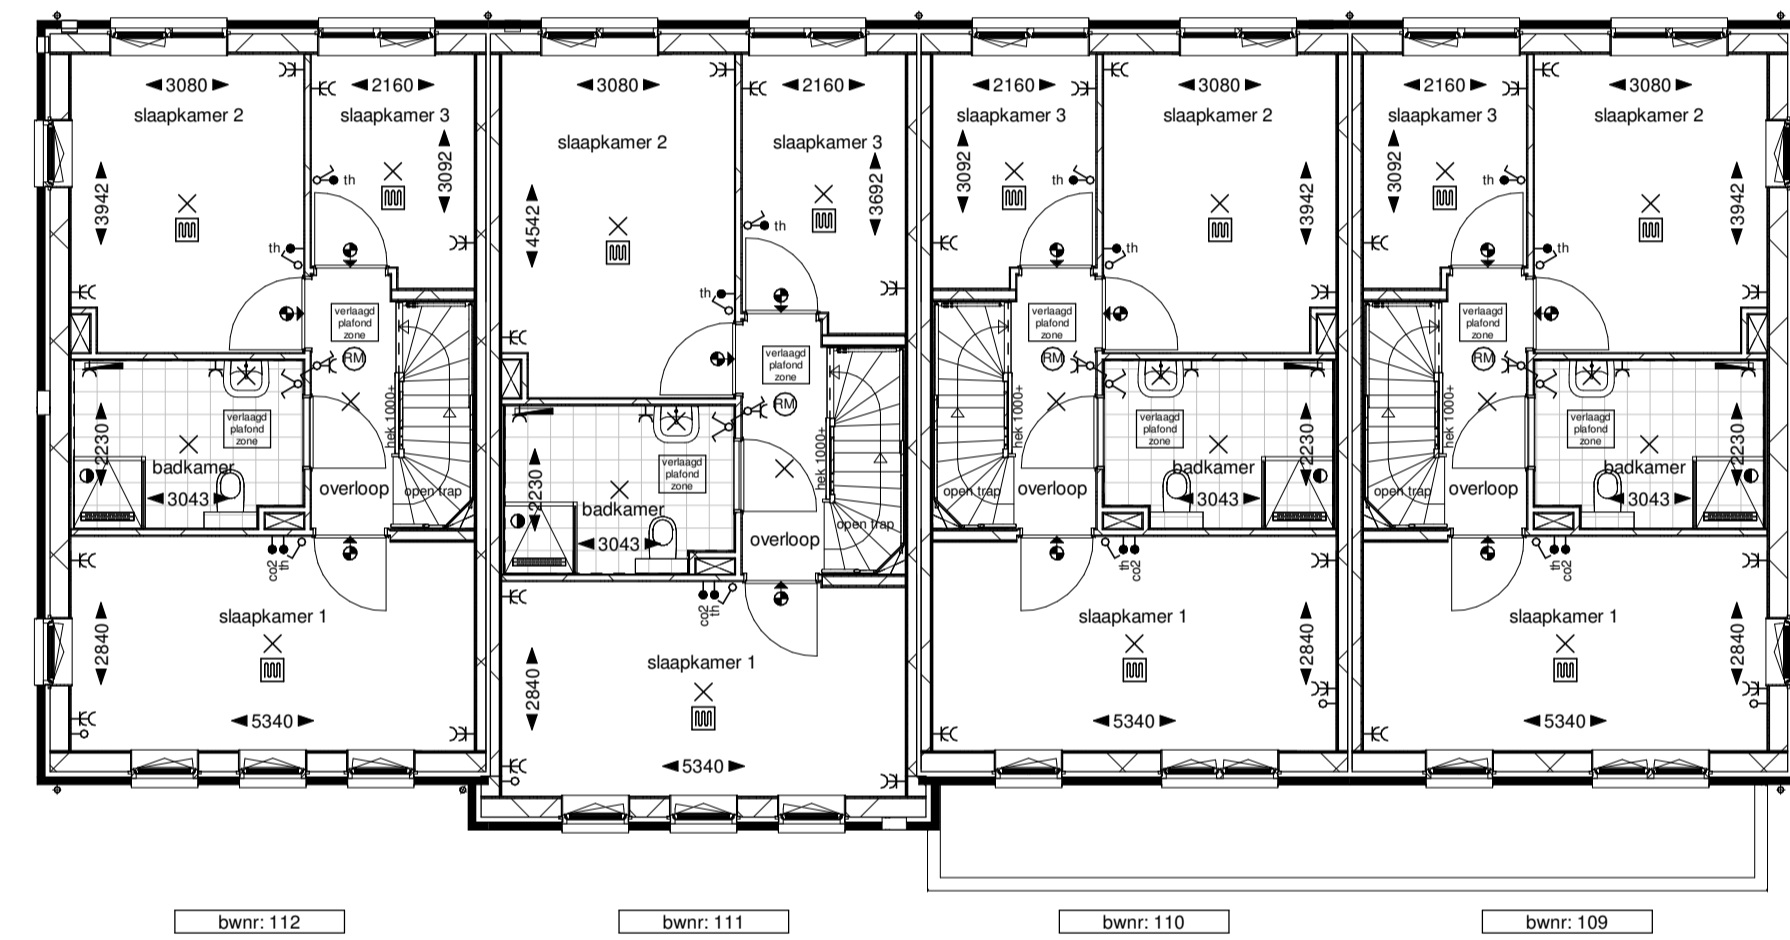 3080
slaapkamer 2
2160
slaapkamer 3
3942
3092
th
th
verlaagd
plafond
zone
RM
hek 1000+
verlaagd
plafond
zone
2230
badkamer
3043
overloop
open trap
co2
th
slaapkamer 1
2840
5340
bwnr: 112
3080
slaapkamer 2
2160
slaapkamer 3
4542
3692
th
th
verlaagd
plafond
zone
RM
hek 1000+
verlaagd
plafond
zone
2230
badkamer
3043
overloop
open trap
co2
th
slaapkamer 1
2840
5340
bwnr: 111
2160
slaapkamer 3
3080
slaapkamer 2
3092
3942
th
th
verlaagd
plafond
zone
RM
hek 1000+
verlaagd
plafond
zone
2230
badkamer
3043
overloop
open trap
th
co2
slaapkamer 1
2840
5340
bwnr: 110
2160
slaapkamer 3
3080
slaapkamer 2
3092
3942
th
th
verlaagd
plafond
zone
RM
hek 1000+
verlaagd
plafond
zone
2230
badkamer
3043
overloop
open trap
th
co2
slaapkamer 1
2840
5340
bwnr: 109